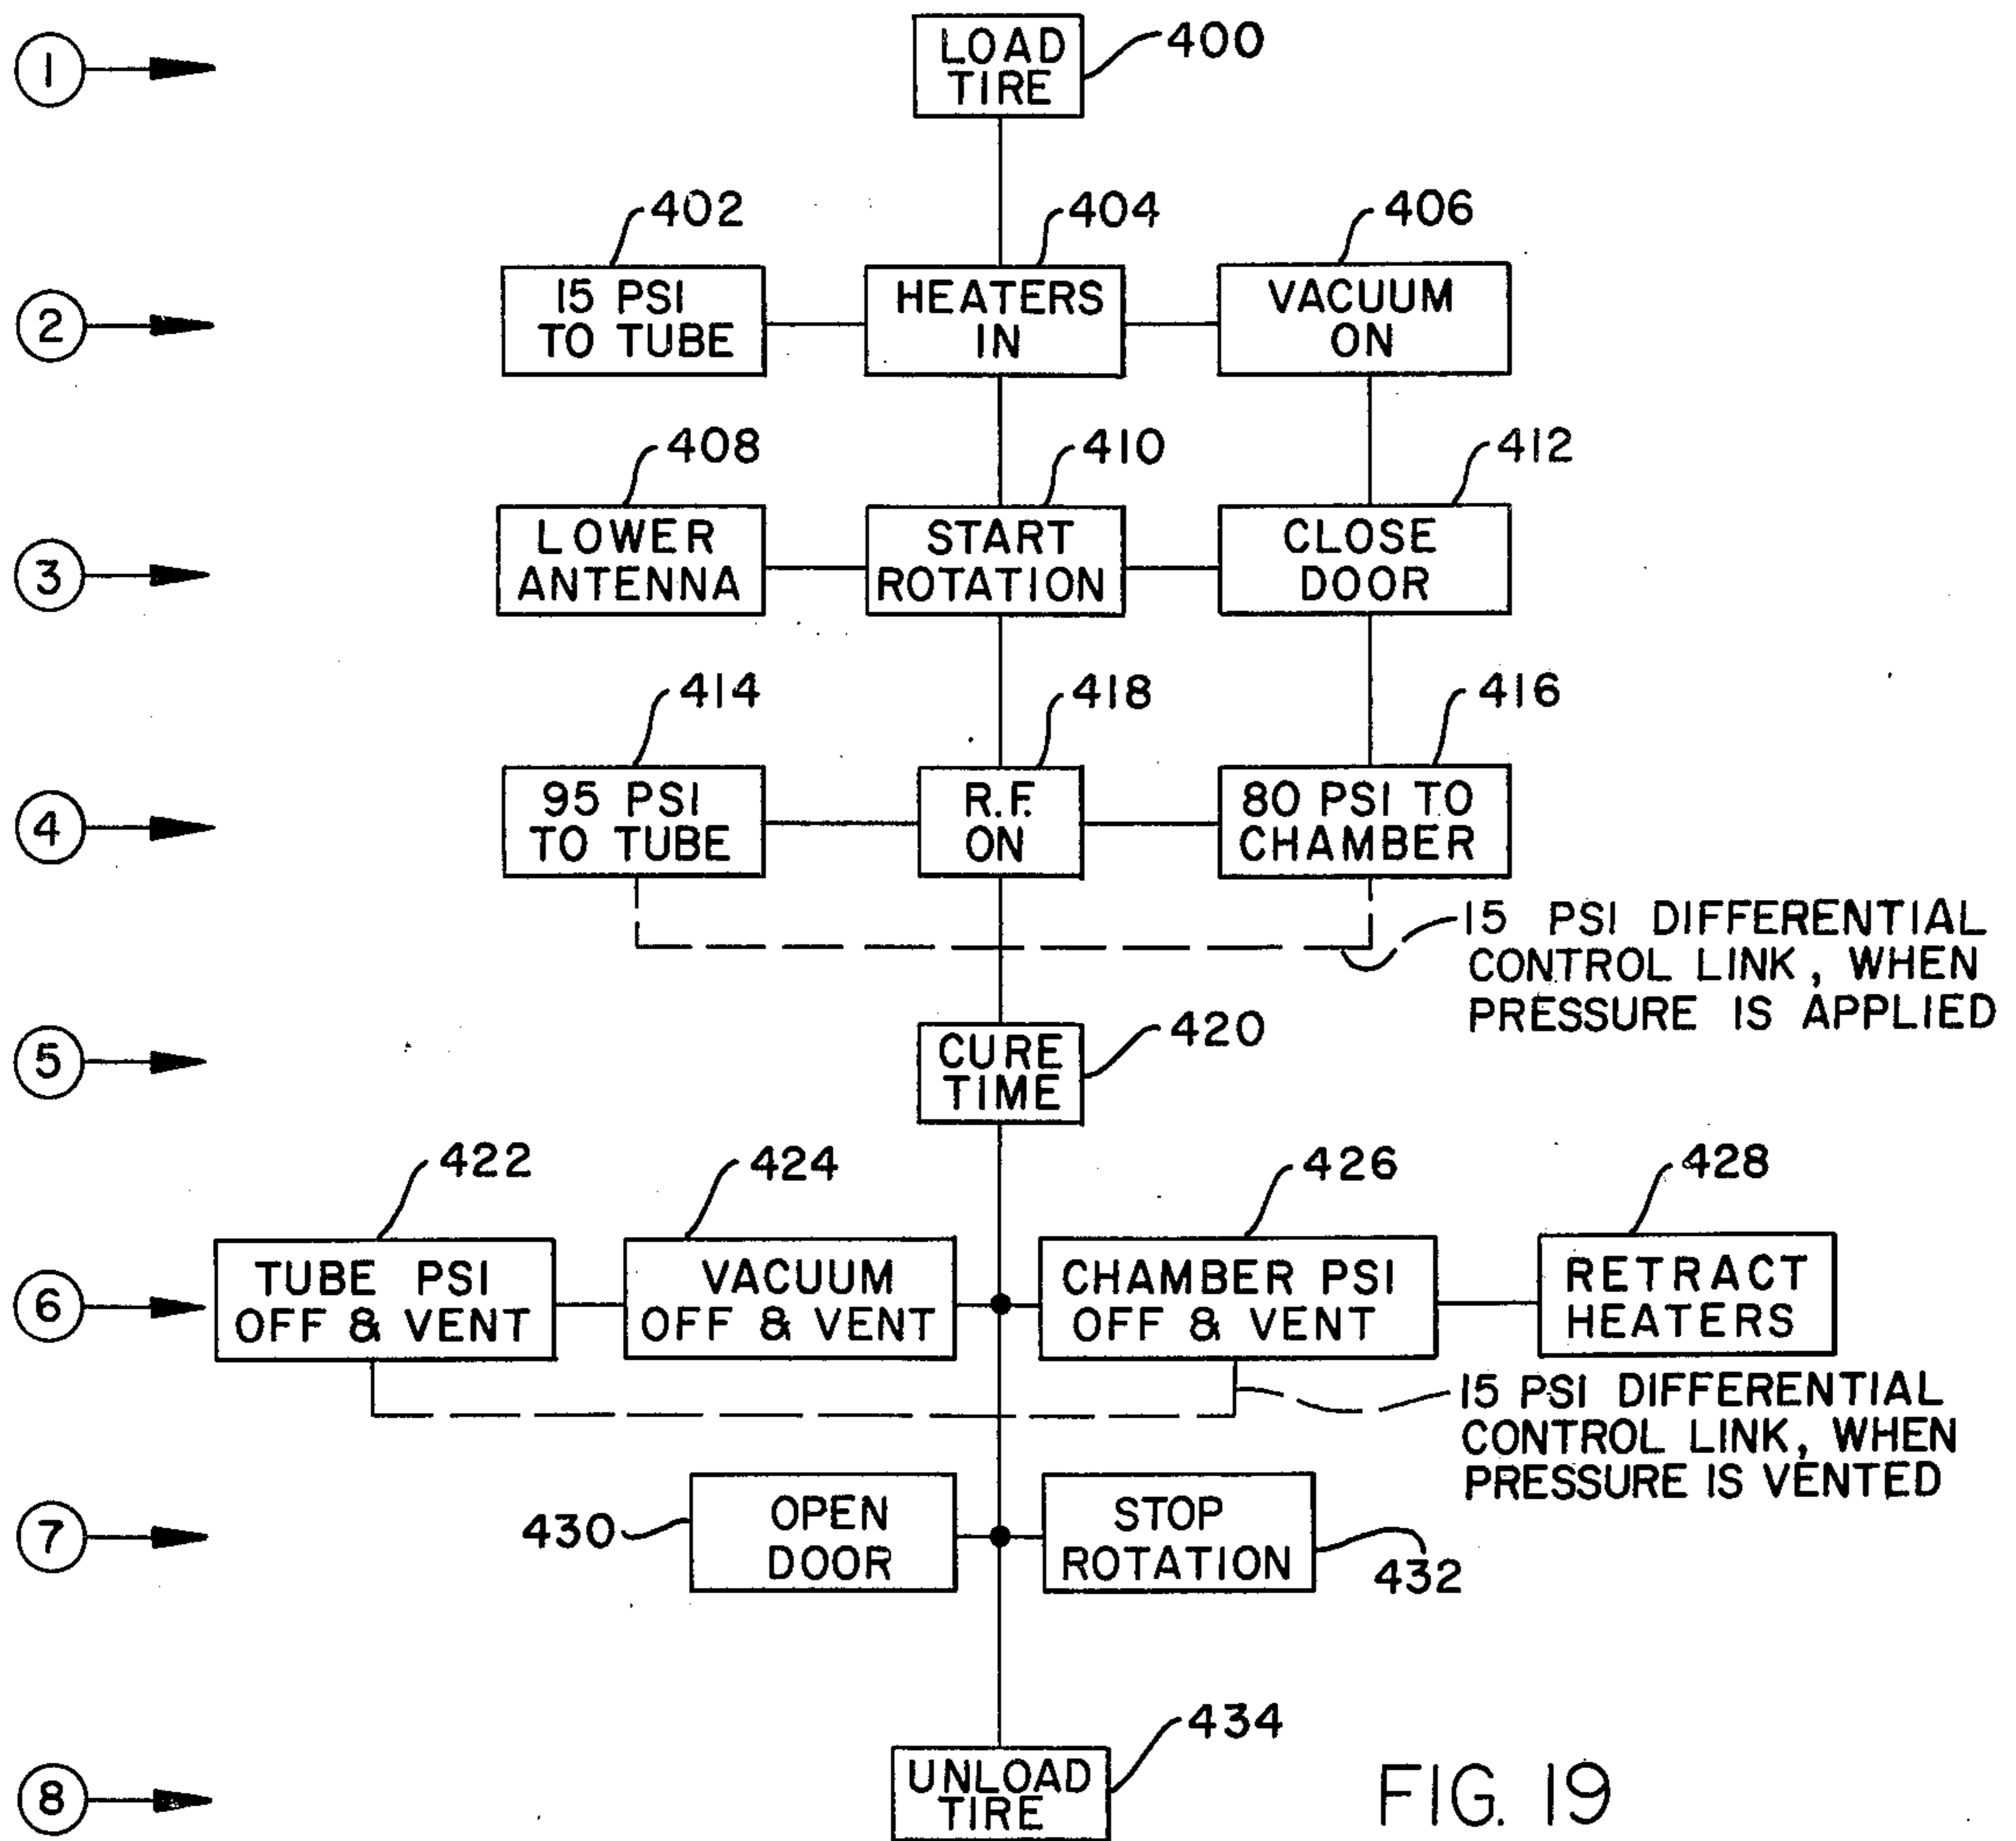 1
LOAD
TIRE
400
2
402
15 PSI
TO TUBE
404
HEATERS
IN
406
VACUUM
ON
3
408
LOWER
ANTENNA
410
START
ROTATION
412
CLOSE
DOOR
4
414
95 PSI
TO TUBE
418
R.F.
ON
416
80 PSI TO
CHAMBER
15 PSI DIFFERENTIAL
CONTROL LINK, WHEN
PRESSURE IS APPLIED
5
CURE
TIME
420
6
422
TUBE PSI
OFF & VENT
424
VACUUM
OFF & VENT
426
CHAMBER PSI
OFF & VENT
428
RETRACT
HEATERS
15 PSI DIFFERENTIAL
CONTROL LINK, WHEN
PRESSURE IS VENTED
7
430
OPEN
DOOR
STOP
ROTATION
432
8
UNLOAD
TIRE
434
FIG. 19